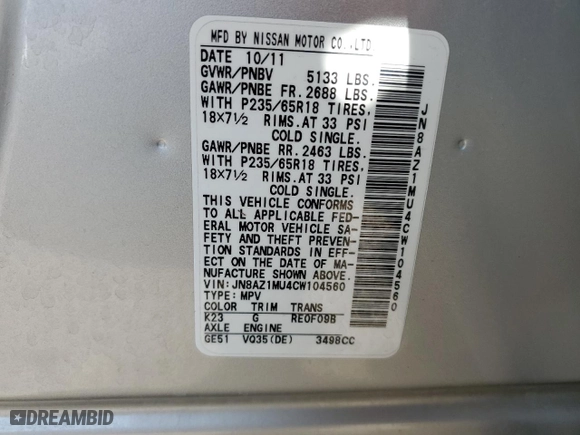 MFD BY NISSAN MOTOR CO.,LTD
DATE 10/11
GVWR/PNBV 5133 LBS.
GAWR/PNBE FR. 2688 LBS.
WITH P235/65R18 TIRES,
18×7½ RIMS.AT 33 PSI
COLD SINGLE.
GAWR/PNBE RR. 2463 LBS.
WITH P235/65R18 TIRES,
18×7½ RIMS.AT 33 PSI
COLD SINGLE.
THIS VEHICLE CONFORMS
TO ALL APPLICABLE FED-
ERAL MOTOR VEHICLE SA-
FETY AND THEFT PREVEN-
TION STANDARDS IN EFF-
ECT ON THE DATE OF MA-
NUFACTURE SHOWN ABOVE.
VIN:JN8AZ1MU4CW104560
TYPE:MPV
COLOR TRIM TRANS
K23 G RE0F09B
AXLE ENGINE
GE51 VQ35(DE) 3498CC
JN8AZ1MU4CW104560
DREAMBID